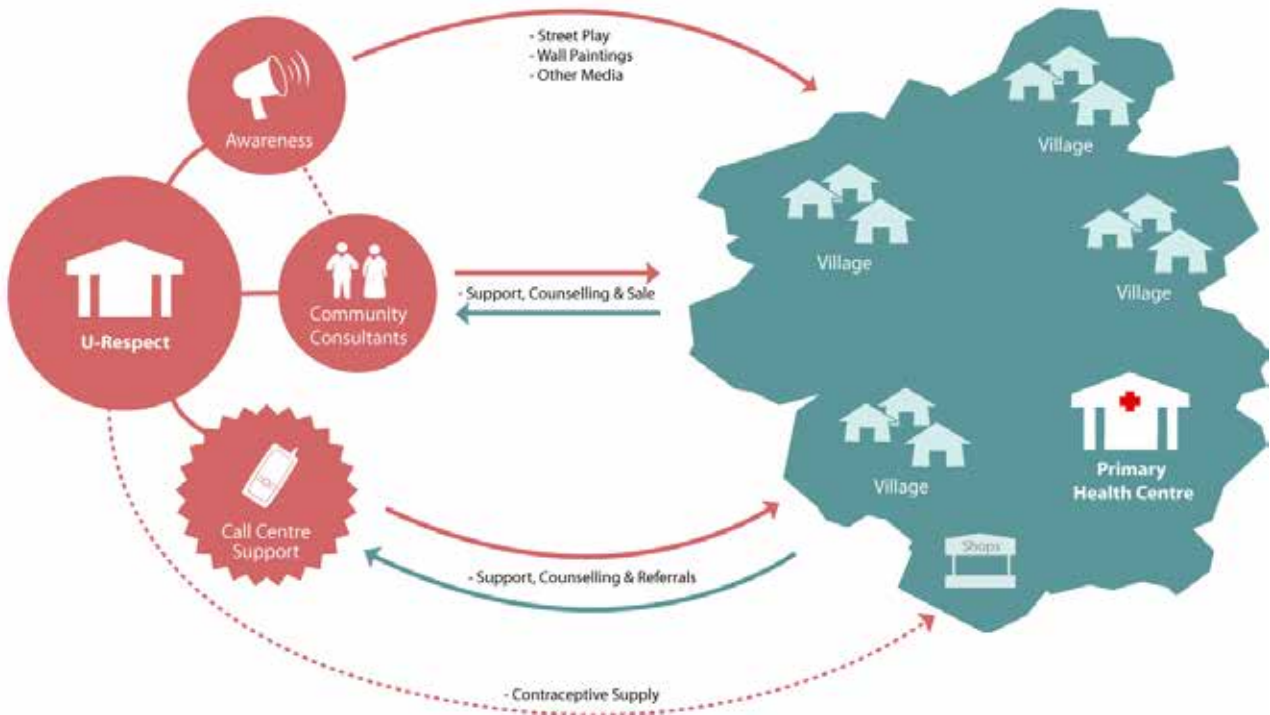 - Street Play
- Wall Paintings
- Other Media
Awareness
Village
Village
Village
U-Respect
Community
Consultants
- Support, Counselling & Sale
Primary
Health Centre
Village
Call Centre
Support
Shops
- Support, Counselling & Referrals
- Contraceptive Supply